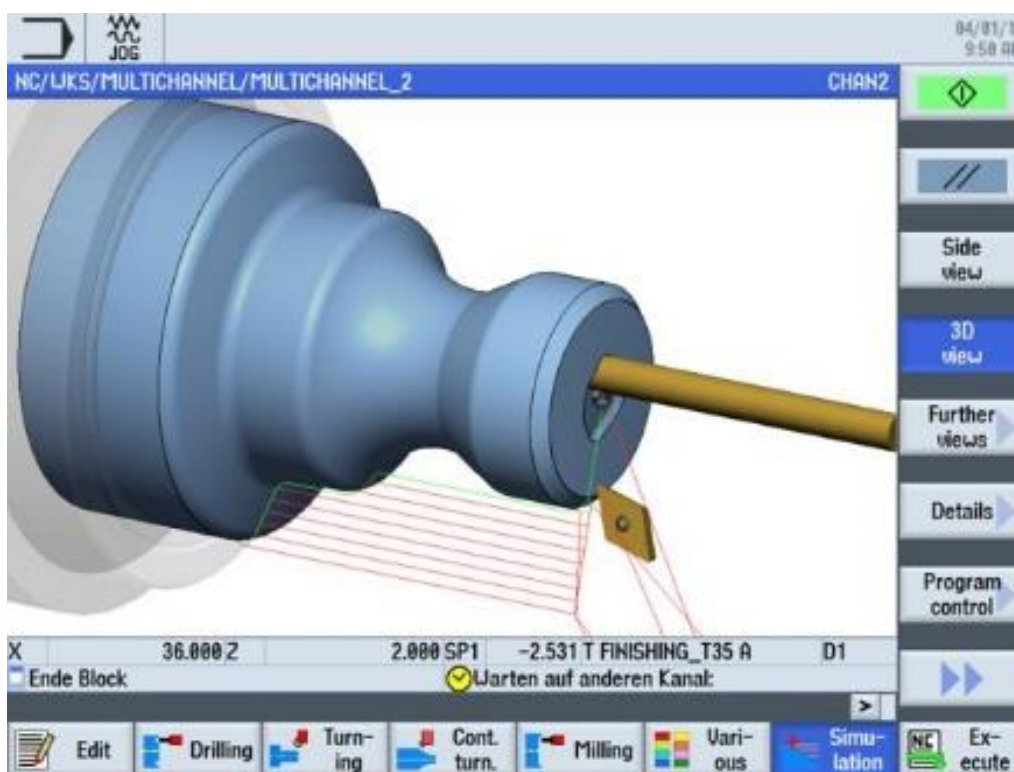 JOG
04/01/1
9:50 A
NC/WKS/MULTICHANNEL/MULTICHANNEL_2
CHAN2
Side
view
3D
view
Further
views
Details
Program
control
X 36.000 Z 2.000 SP1 -2.531 T FINISHING_T35 A D1
Ende Block
Warten auf anderen Kanal:
>
Edit
Drilling
Turn-
ing
Cont.
turn.
Milling
Vari-
ous
Simu-
lation
NC
Ex-
ecute